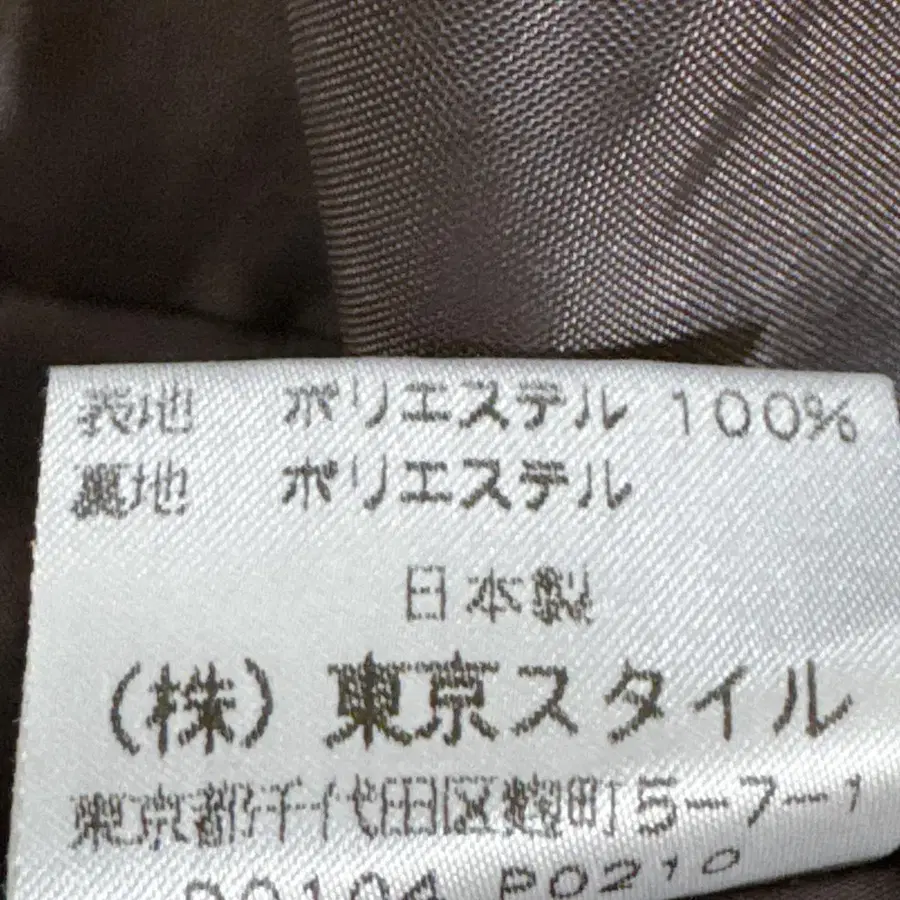 表地 ポリエステル 100%
裏地 ポリエステル
日本製
(株)東京スタイル
東京都千代田区麹町5-7-1
00104 P0210